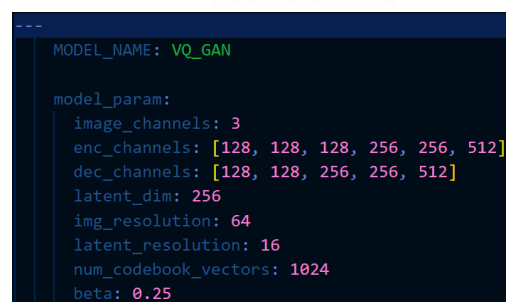 ---
MODEL_NAME: VQ_GAN
model_param:
image_channels: 3
enc_channels: [128, 128, 128, 256, 256, 512]
dec_channels: [128, 128, 256, 256, 512]
latent_dim: 256
img_resolution: 64
latent_resolution: 16
num_codebook_vectors: 1024
beta: 0.25